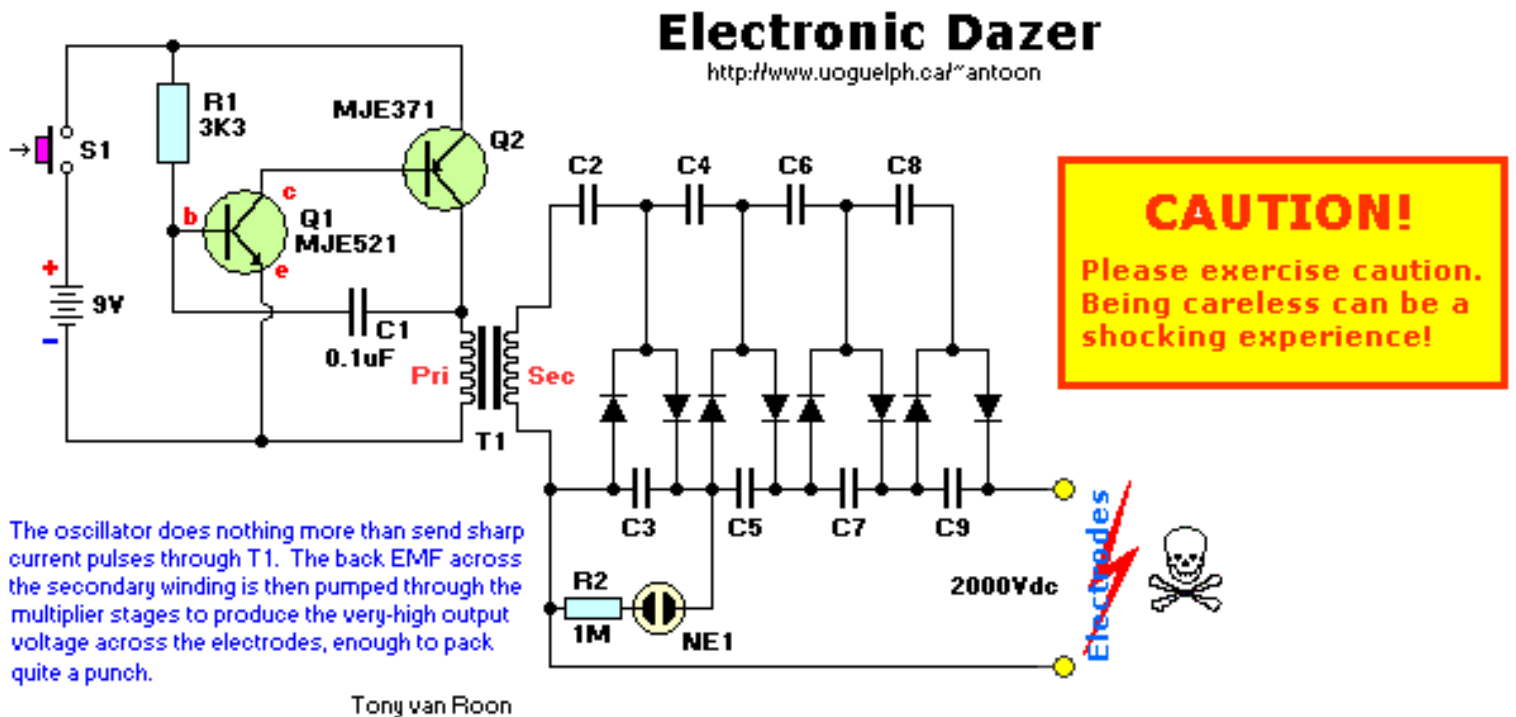 Electronic Dazer
http://www.uoguelph.ca/~antoon
R1
3K3
MJE371
Q2
S1
c
b
Q1
MJE521
e
+
9V
-
C1
0.1uF
Pri
Sec
T1
C2
C4
C6
C8
C3
C5
C7
C9
R2
1M
NE1
2000Vdc
Electrodes
CAUTION!
Please exercise caution.
Being careless can be a
shocking experience!
The oscillator does nothing more than send sharp
current pulses through T1. The back EMF across
the secondary winding is then pumped through the
multiplier stages to produce the very-high output
voltage across the electrodes, enough to pack
quite a punch.
Tony van Roon